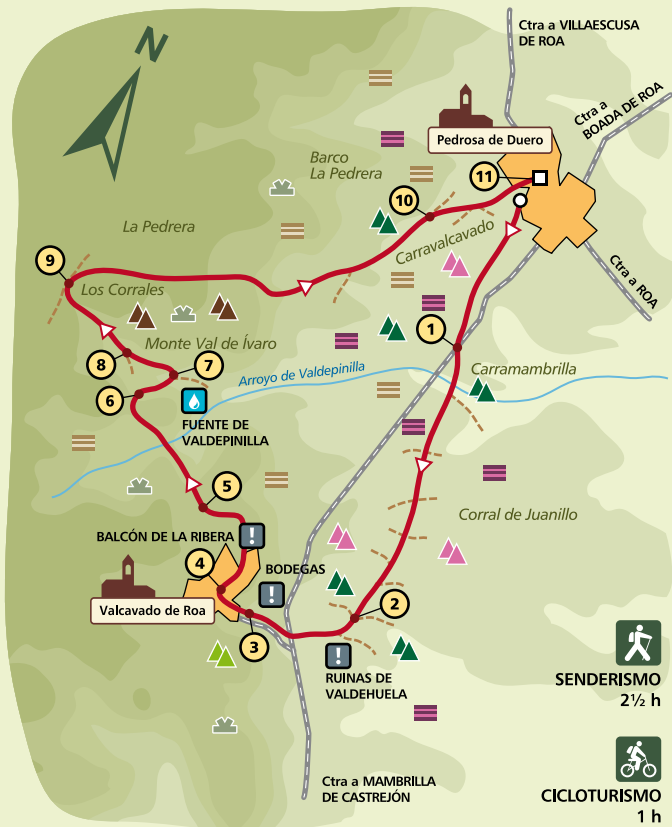 N
Ctra a VILLAESCUSA
DE ROA
Ctra a
BOADA DE ROA
Pedrosa de Duero
Barco
La Pedrera
11
10
La Pedrera
Carravalcavado
9
Ctra a ROA
Los Corrales
1
Monte Val de Ívaro
8
7
Arroyo de Valdepinilla
Carramambrilla
6
FUENTE DE
VALDEPINILLA
5
Corral de Juanillo
BALCÓN DE LA RIBERA
!
4
BODEGAS
!
Valcavado de Roa
2
3
!
RUINAS DE
VALDEHUELA
SENDERISMO
2½ h
Ctra a MAMBRILLA
DE CASTREJÓN
CICLOTURISMO
1 h